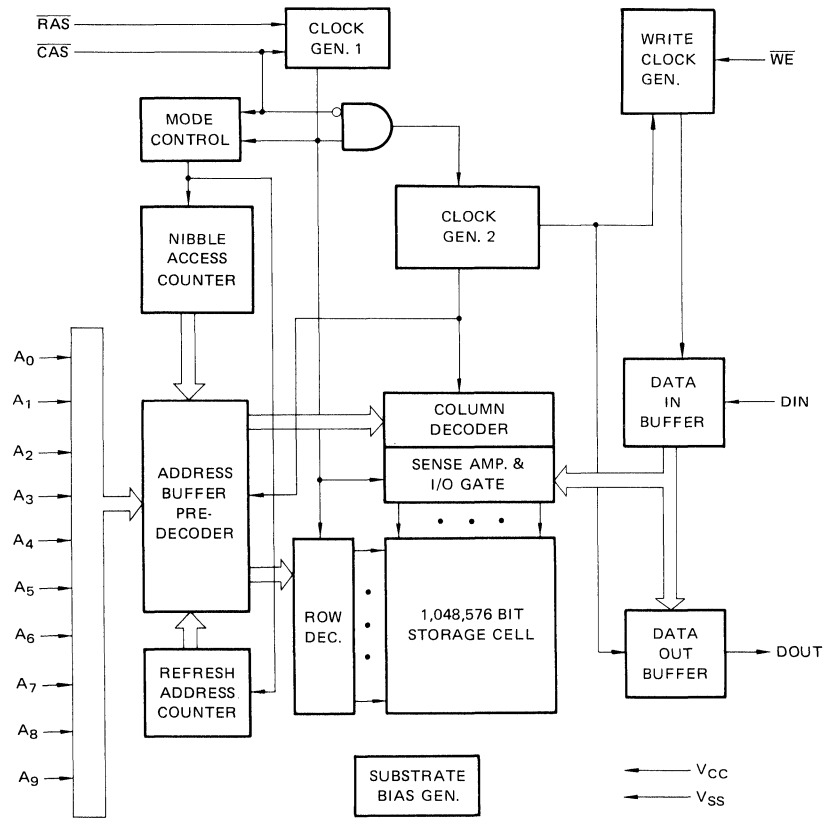 RAS
CAS
CLOCK
GEN. 1
WRITE
CLOCK
GEN.
WE
MODE
CONTROL
CLOCK
GEN. 2
NIBBLE
ACCESS
COUNTER
A0
A1
A2
A3
A4
A5
A6
A7
A8
A9
ADDRESS
BUFFER
PRE-
DECODER
COLUMN
DECODER
SENSE AMP. &
I/O GATE
DATA
IN
BUFFER
DIN
ROW
DEC.
1,048,576 BIT
STORAGE CELL
DATA
OUT
BUFFER
DOUT
REFRESH
ADDRESS
COUNTER
SUBSTRATE
BIAS GEN.
VCC
VSS